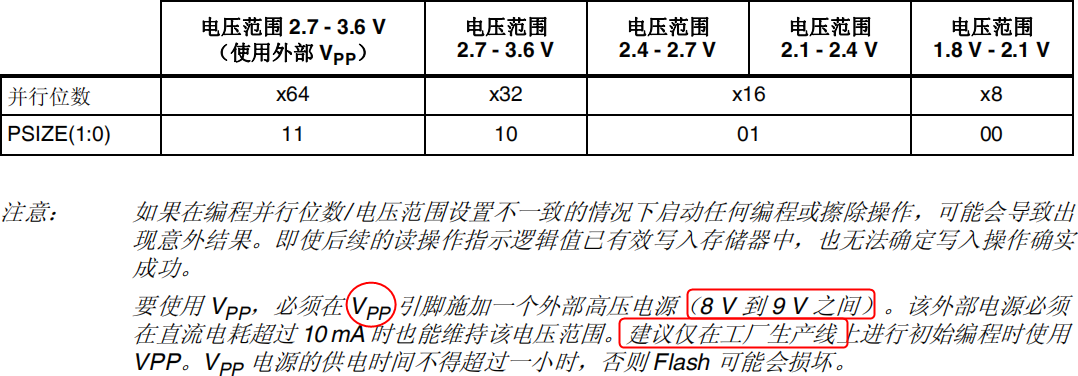 电压范围 2.7 - 3.6 V 电压范围 电压范围 电压范围 电压范围
（使用外部 VPP） 2.7 - 3.6 V 2.4 - 2.7 V 2.1 - 2.4 V 1.8 V - 2.1 V
并行位数 x64 x32 x16 x8
PSIZE(1:0) 11 10 01 00
注意： 如果在编程并行位数/电压范围设置不一致的情况下启动任何编程或擦除操作，可能会导致出
现意外结果。即使后续的读操作指示逻辑值已有效写入存储器中，也无法确定写入操作确实
成功。
要使用 VPP，必须在 VPP 引脚施加一个外部高压电源（8 V 到 9 V 之间）。该外部电源必须
在直流电耗超过 10 mA 时也能维持该电压范围。建议仅在工厂生产线上进行初始编程时使用
VPP。VPP 电源的供电时间不得超过一小时，否则 Flash 可能会损坏。